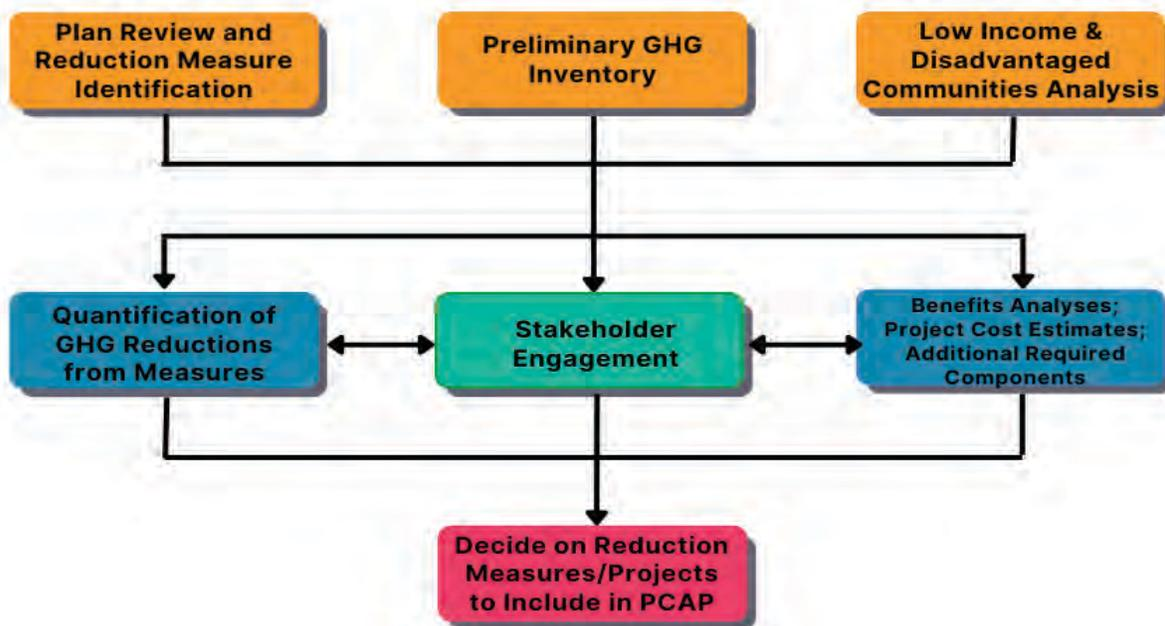 Plan Review and
Reduction Measure
Identification
Preliminary GHG
Inventory
Low Income &
Disadvantaged
Communities Analysis
Quantification of
GHG Reductions
from Measures
Stakeholder
Engagement
Benefits Analyses;
Project Cost Estimates;
Additional Required
Components
Decide on Reduction
Measures/Projects
to Include in PCAP